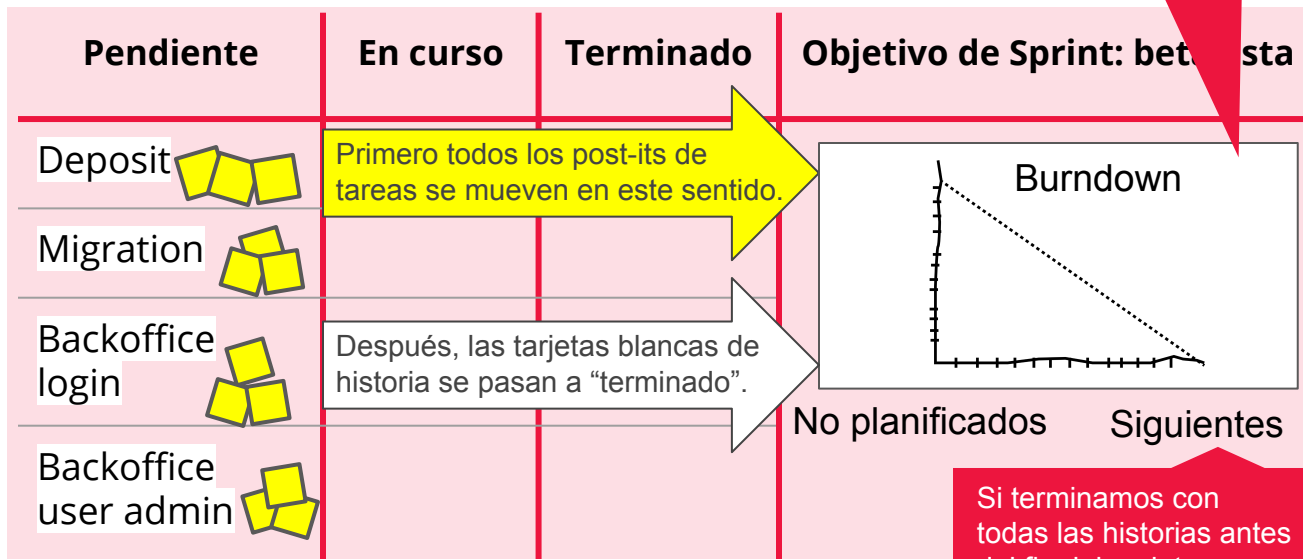 Pendiente
En curso
Terminado
Objetivo de Sprint: beta sta
Deposit
Primero todos los post-its de
tareas se mueven en este sentido.
Burndown
Migration
Backoffice
login
Después, las tarjetas blancas de
historia se pasan a “terminado”.
No planificados
Siguientes
Backoffice
user admin
Si terminamos con
todas las historias antes